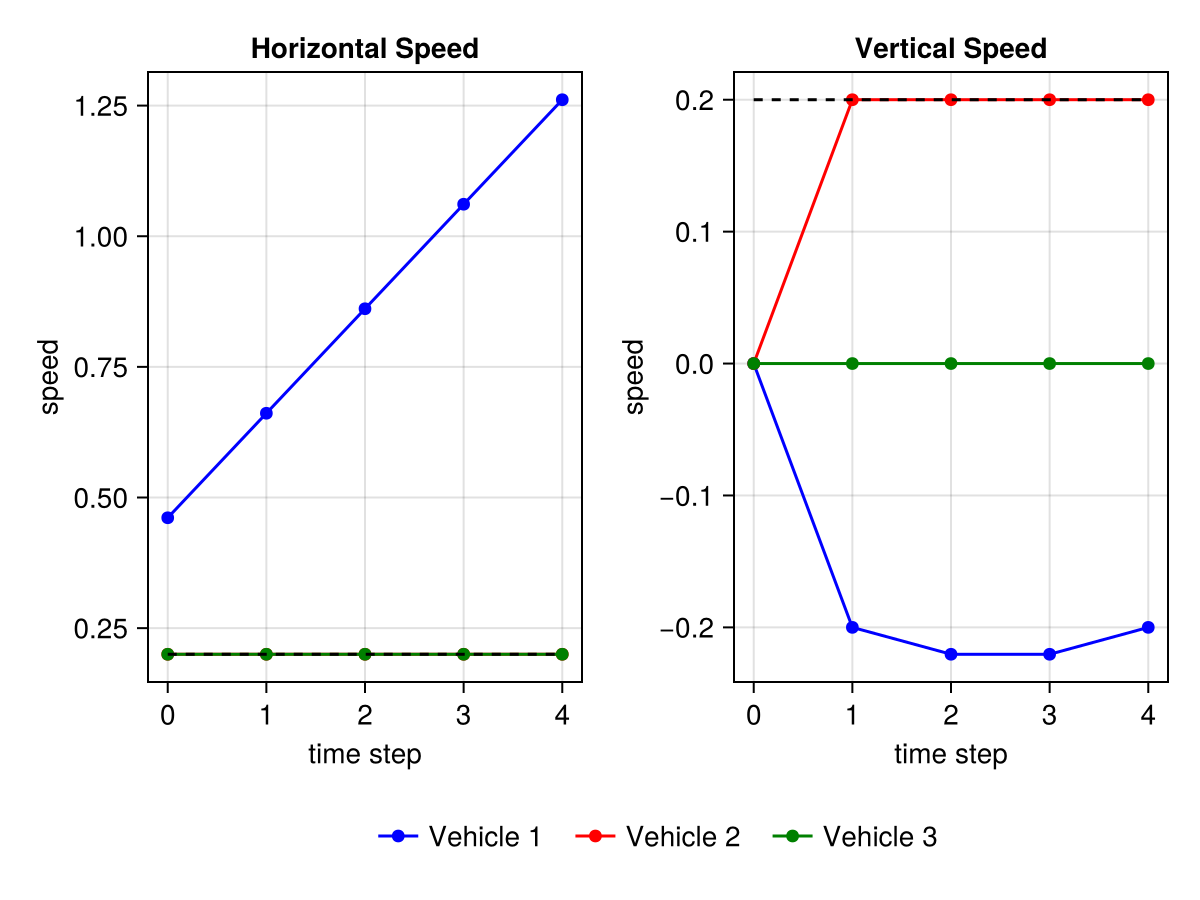 Horizontal Speed
1.25
1.00
0.75
0.50
0.25
speed
0 1 2 3 4
time step
Vertical Speed
0.2
0.1
0.0
−0.1
−0.2
speed
0 1 2 3 4
time step
Vehicle 1 Vehicle 2 Vehicle 3